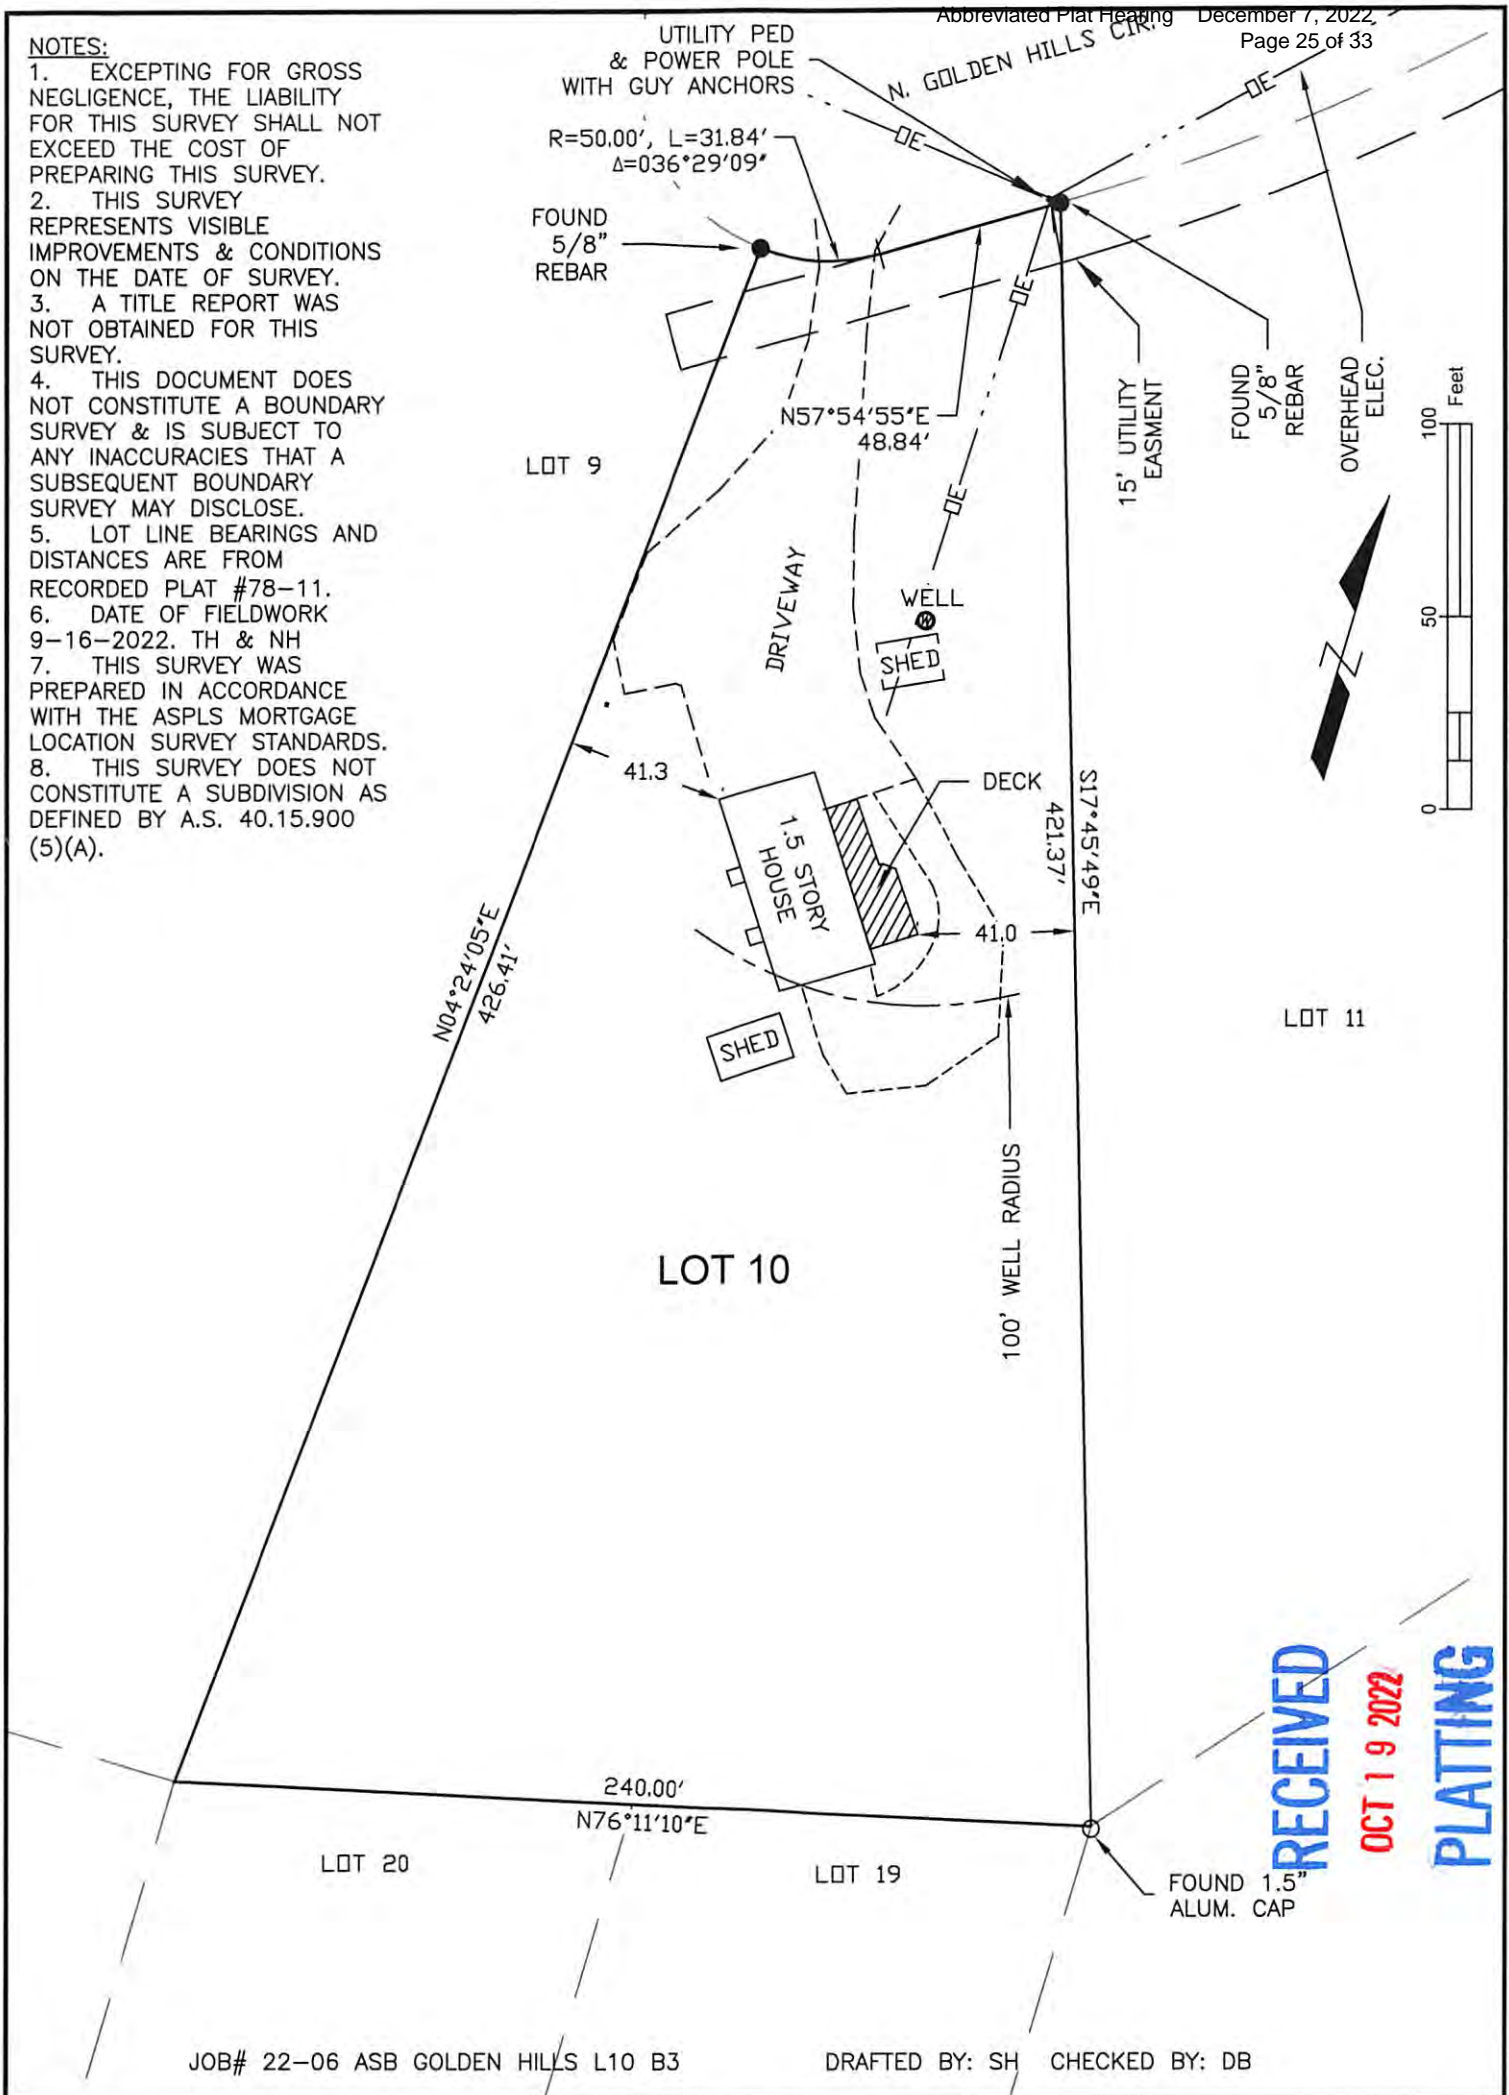 Abbreviated Plat Hearing December 7, 2022
Page 25 of 33
NOTES:
1. EXCEPTING FOR GROSS
NEGLIGENCE, THE LIABILITY
FOR THIS SURVEY SHALL NOT
EXCEED THE COST OF
PREPARING THIS SURVEY.
2. THIS SURVEY
REPRESENTS VISIBLE
IMPROVEMENTS & CONDITIONS
ON THE DATE OF SURVEY.
3. A TITLE REPORT WAS
NOT OBTAINED FOR THIS
SURVEY.
4. THIS DOCUMENT DOES
NOT CONSTITUTE A BOUNDARY
SURVEY & IS SUBJECT TO
ANY INACCURACIES THAT A
SUBSEQUENT BOUNDARY
SURVEY MAY DISCLOSE.
5. LOT LINE BEARINGS AND
DISTANCES ARE FROM
RECORDED PLAT #78-11.
6. DATE OF FIELDWORK
9-16-2022. TH & NH
7. THIS SURVEY WAS
PREPARED IN ACCORDANCE
WITH THE ASPLS MORTGAGE
LOCATION SURVEY STANDARDS.
8. THIS SURVEY DOES NOT
CONSTITUTE A SUBDIVISION AS
DEFINED BY A.S. 40.15.900
(5)(A).
UTILITY PED
& POWER POLE
WITH GUY ANCHORS
N. GOLDEN HILLS CIR.
OE
OE
R=50.00', L=31.84'
Δ=036°29'09"
FOUND
5/8"
REBAR
OE
N57°54'55"E
48.84'
15' UTILITY
EASMENT
FOUND
5/8"
REBAR
OVERHEAD
ELEC.
100
Feet
50
0
N
LOT 9
OE
DRIVEWAY
WELL
W
SHED
41.3
DECK
1.5 STORY
HOUSE
S17°45'49"E
421.37'
41.0
N04°24'05"E
426.41'
SHED
LOT 11
100' WELL RADIUS
LOT 10
240.00'
N76°11'10"E
LOT 20
LOT 19
FOUND 1.5"
ALUM. CAP
RECEIVED
OCT 19 2022
PLATTING
JOB# 22-06 ASB GOLDEN HILLS L10 B3
DRAFTED BY: SH CHECKED BY: DB